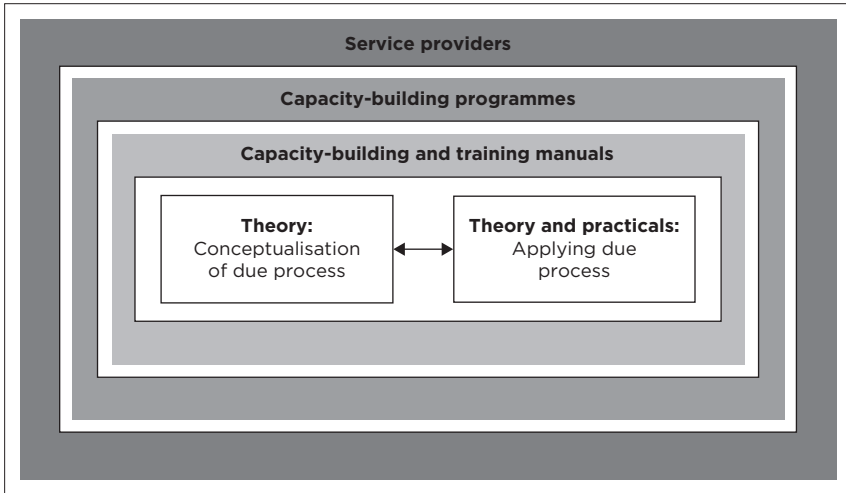 Service providers
Capacity-building programmes
Capacity-building and training manuals
Theory:
Conceptualisation
of due process
Theory and practicals:
Applying due
process